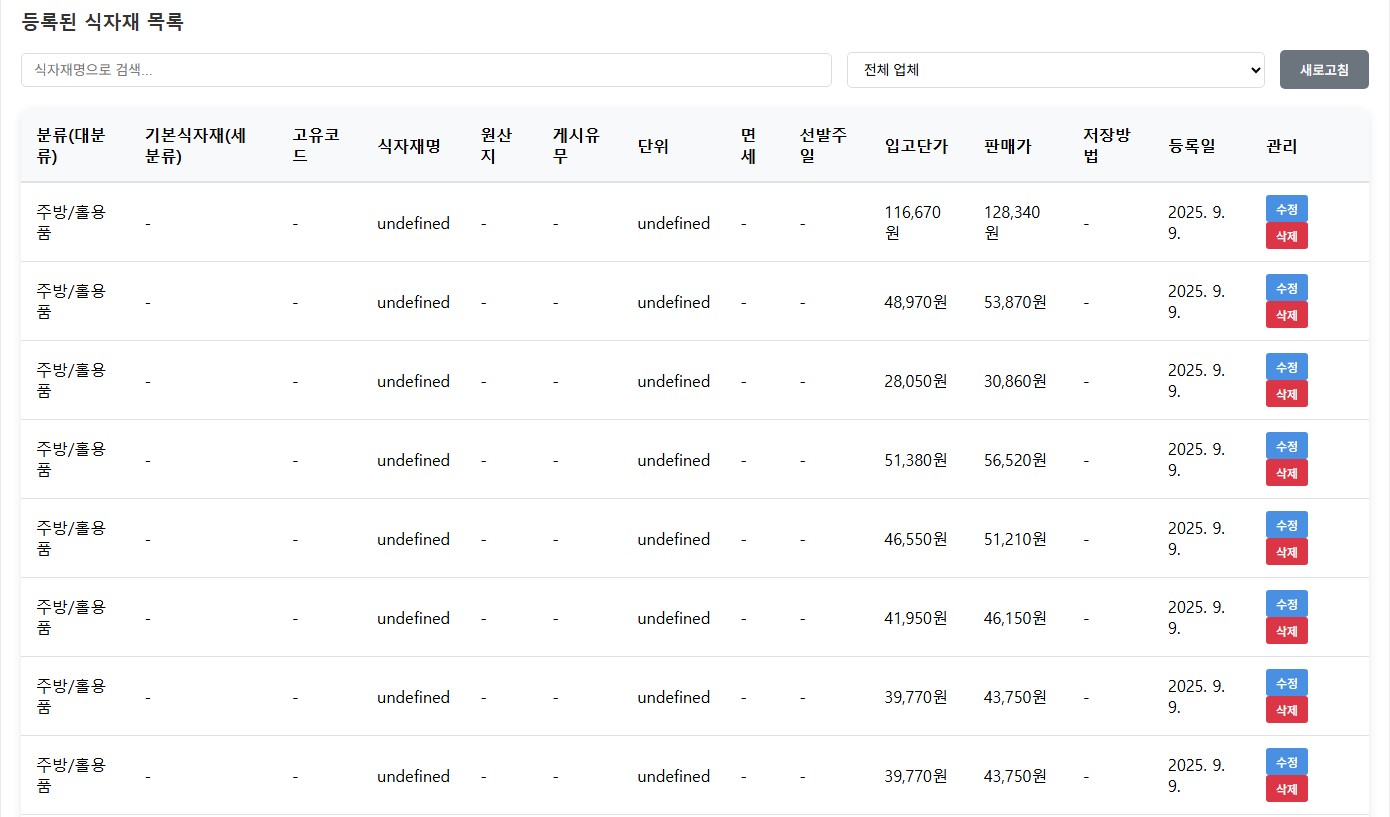 등록된 식자재 목록
식자재명으로 검색...
전체 업체
새로고침
분류(대분류) 기본식자재(세분류) 고유코드 식자재명 원산지 게시유무 단위 면세 선발주일 입고단가 판매가 저장방법 등록일 관리
주방/홀용품 - - undefined - - undefined - - 116,670원 128,340원 - 2025. 9. 9. 수정 삭제
주방/홀용품 - - undefined - - undefined - - 48,970원 53,870원 - 2025. 9. 9. 수정 삭제
주방/홀용품 - - undefined - - undefined - - 28,050원 30,860원 - 2025. 9. 9. 수정 삭제
주방/홀용품 - - undefined - - undefined - - 51,380원 56,520원 - 2025. 9. 9. 수정 삭제
주방/홀용품 - - undefined - - undefined - - 46,550원 51,210원 - 2025. 9. 9. 수정 삭제
주방/홀용품 - - undefined - - undefined - - 41,950원 46,150원 - 2025. 9. 9. 수정 삭제
주방/홀용품 - - undefined - - undefined - - 39,770원 43,750원 - 2025. 9. 9. 수정 삭제
주방/홀용품 - - undefined - - undefined - - 39,770원 43,750원 - 2025. 9. 9. 수정 삭제